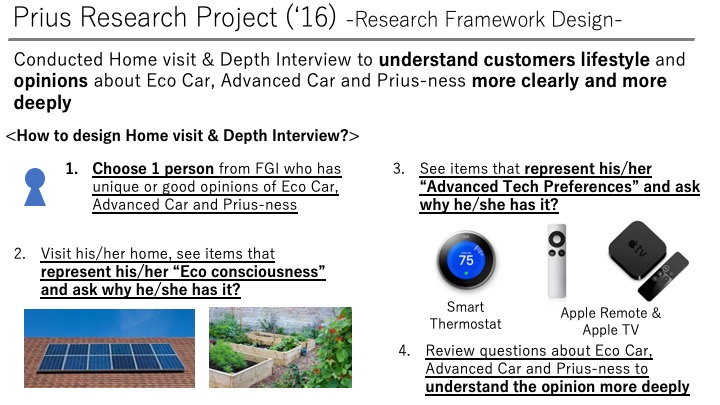 Prius Research Project (‘16) -Research Framework Design-
Conducted Home visit & Depth Interview to understand customers lifestyle and
opinions about Eco Car, Advanced Car and Prius-ness more clearly and more
deeply
<How to design Home visit & Depth Interview?>
1. Choose 1 person from FGI who has
unique or good opinions of Eco Car,
Advanced Car and Prius-ness
2. Visit his/her home, see items that
represent his/her “Eco consciousness”
and ask why he/she has it?
3. See items that represent his/her
“Advanced Tech Preferences” and ask
why he/she has it?
75
tv
Smart
Thermostat
Apple Remote &
Apple TV
4. Review questions about Eco Car,
Advanced Car and Prius-ness to
understand the opinion more deeply